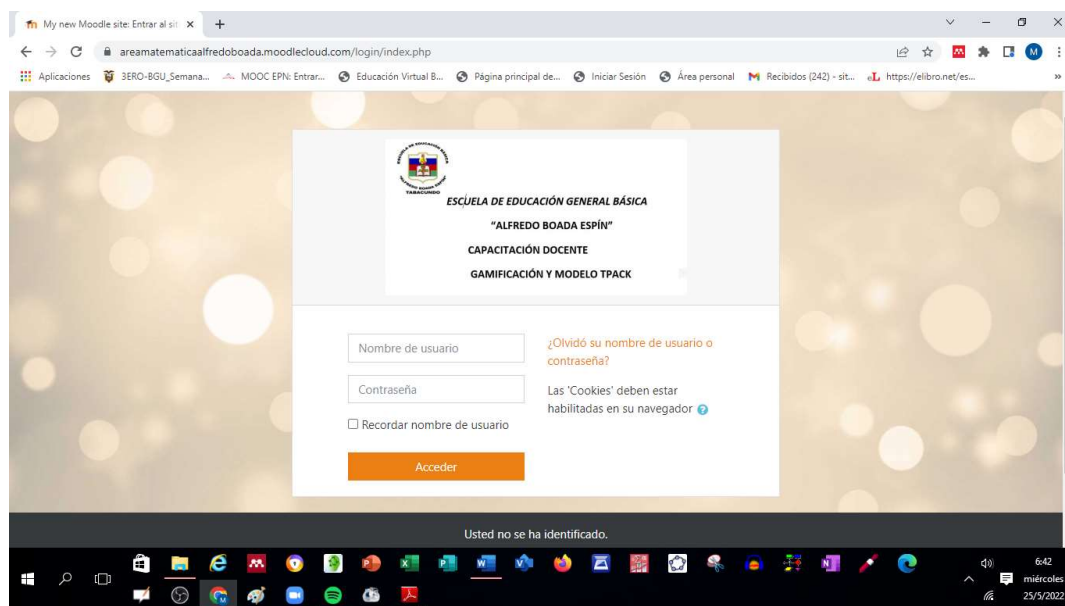 My new Moodle site: Entrar al sit
areamatematicaalfredoboada.moodlecloud.com/login/index.php
M
Aplicaciones
3ERO-BGU_Semana...
MOOC EPN: Entrar...
Educación Virtual B...
Página principal de...
Iniciar Sesión
Área personal
Recibidos (242) - sit...
eL
https://elibro.net/es...
»
TABACUNDO
ESCUELA DE EDUCACIÓN GENERAL BÁSICA
"ALFREDO BOADA ESPÍN"
CAPACITACIÓN DOCENTE
GAMIFICACIÓN Y MODELO TPACK
Nombre de usuario
Contraseña
Recordar nombre de usuario
Acceder
¿Olvidó su nombre de usuario o
contraseña?
Las 'Cookies' deben estar
habilitadas en su navegador
Usted no se ha identificado.
6:42
miércoles
25/5/2022